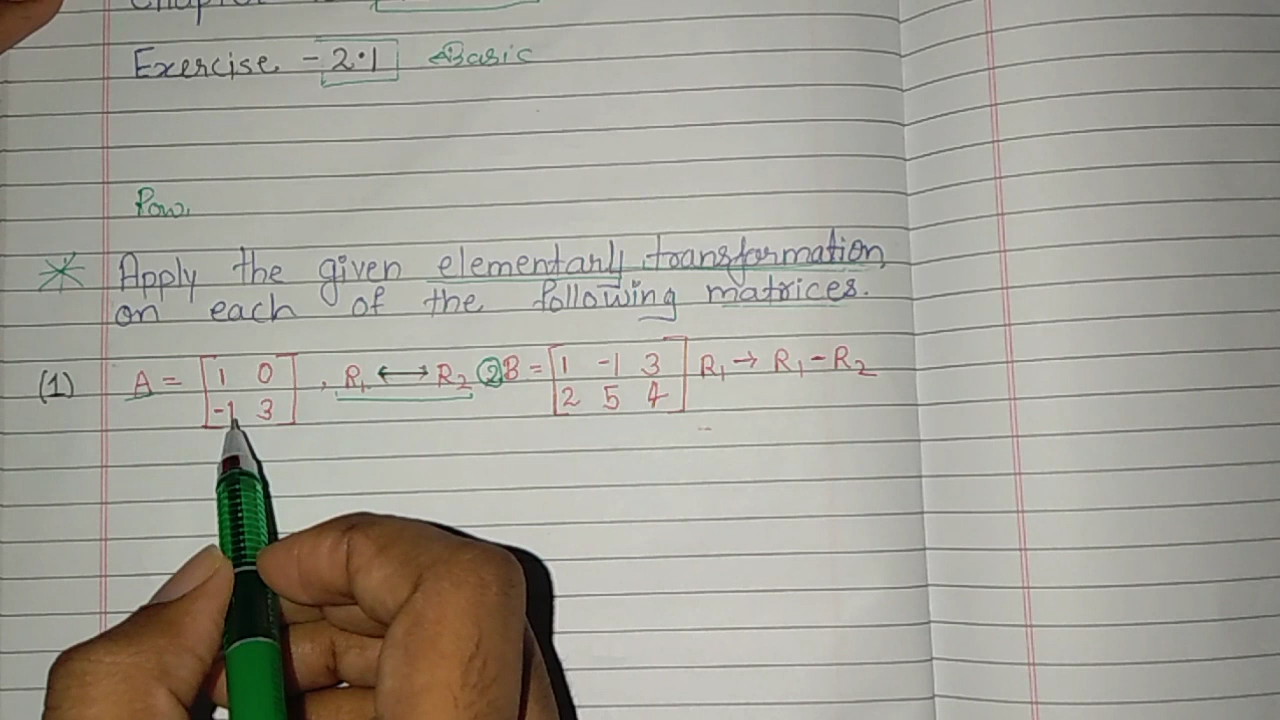 Exercise - 2.1 Basic
Row
* Apply the given elementary transformation
on each of the following matrices.
(1) A = [1 0 , R₁ ↔ R₂ ② B = [1 -1 3] R₁ → R₁ - R₂
-1 3] 2 5 4